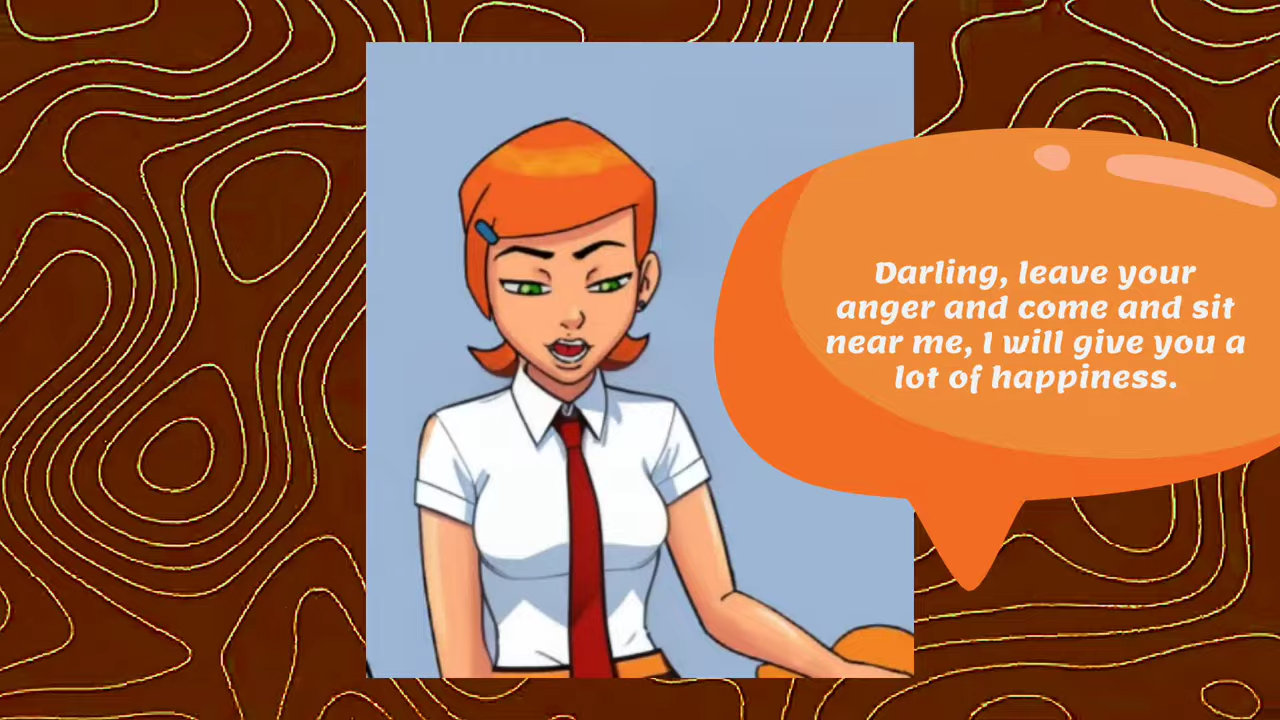 Darling, leave your
anger and come and sit
near me, I will give you a
lot of happiness.